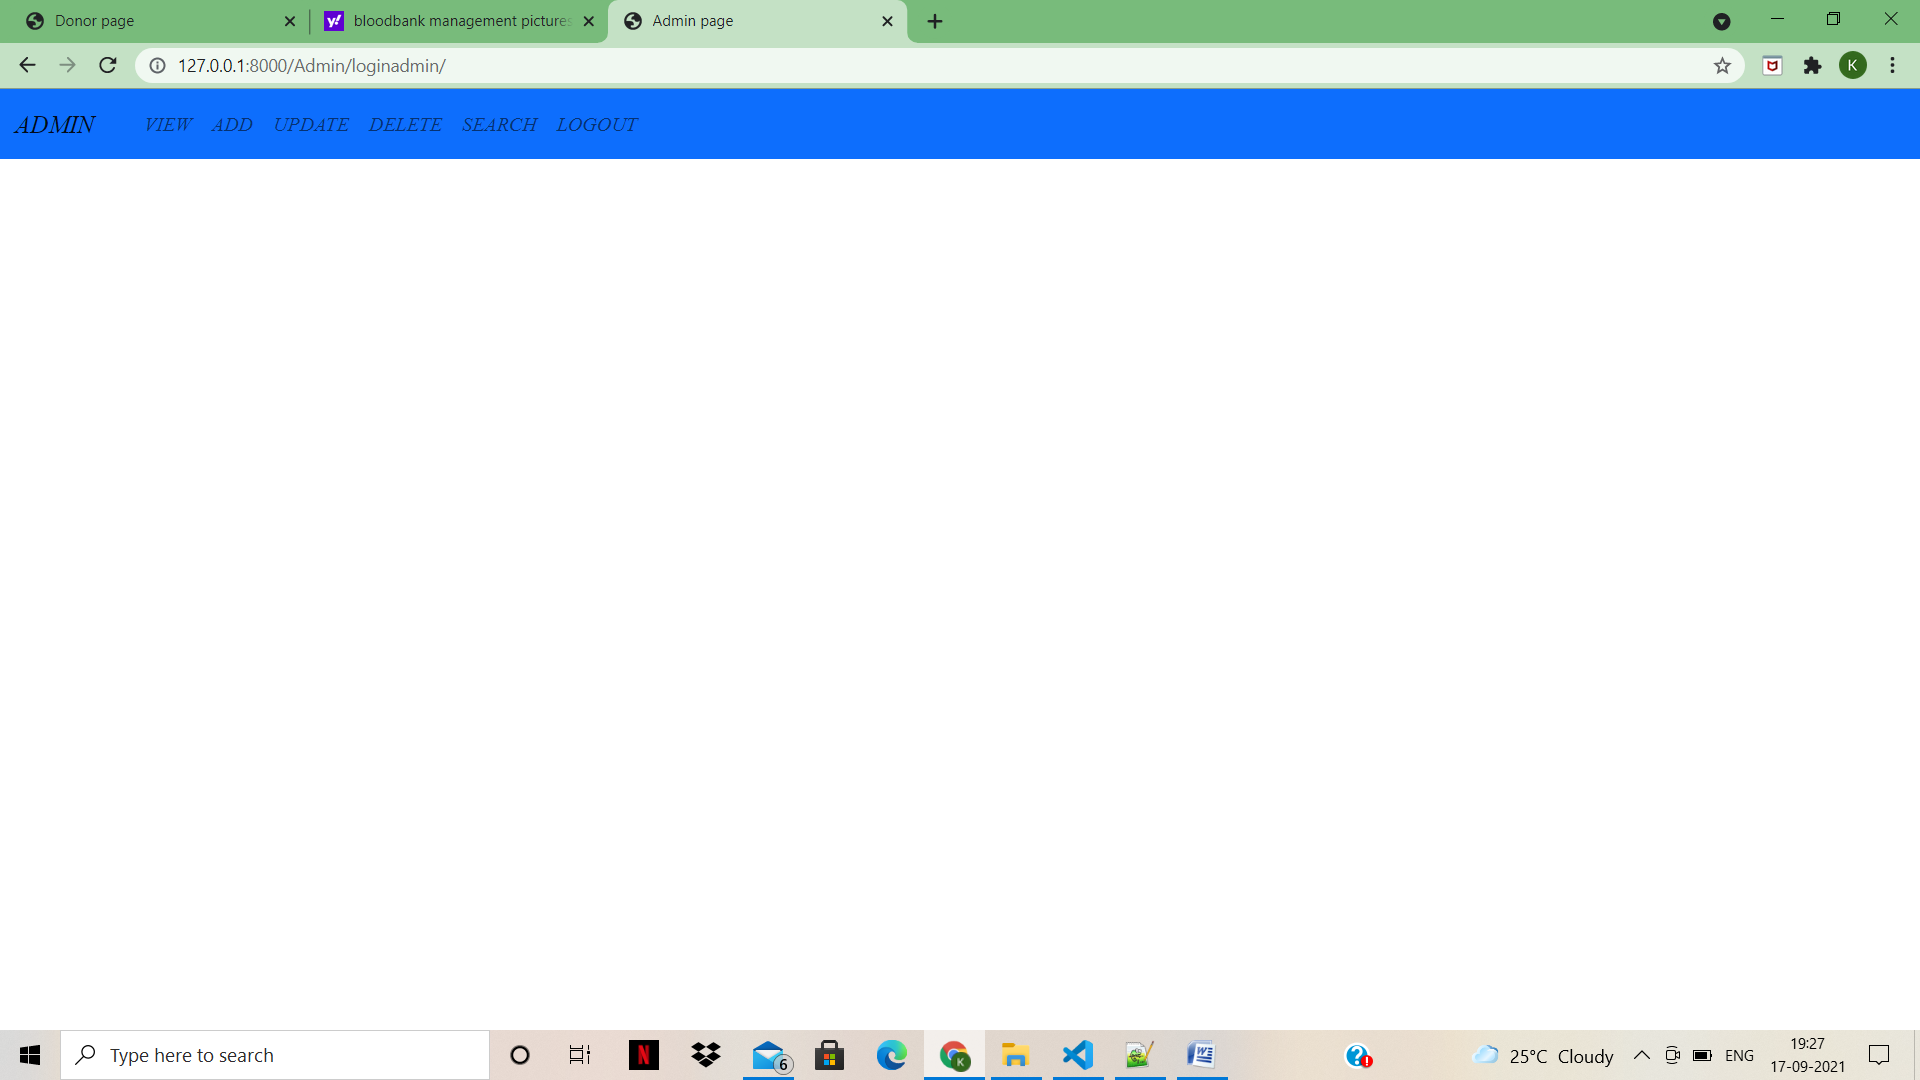 Donor page
bloodbank management pictures
Admin page
127.0.0.1:8000/Admin/loginadmin/
K
ADMIN VIEW ADD UPDATE DELETE SEARCH LOGOUT
Type here to search
N
6
K
25°C Cloudy
ENG
19:27
17-09-2021